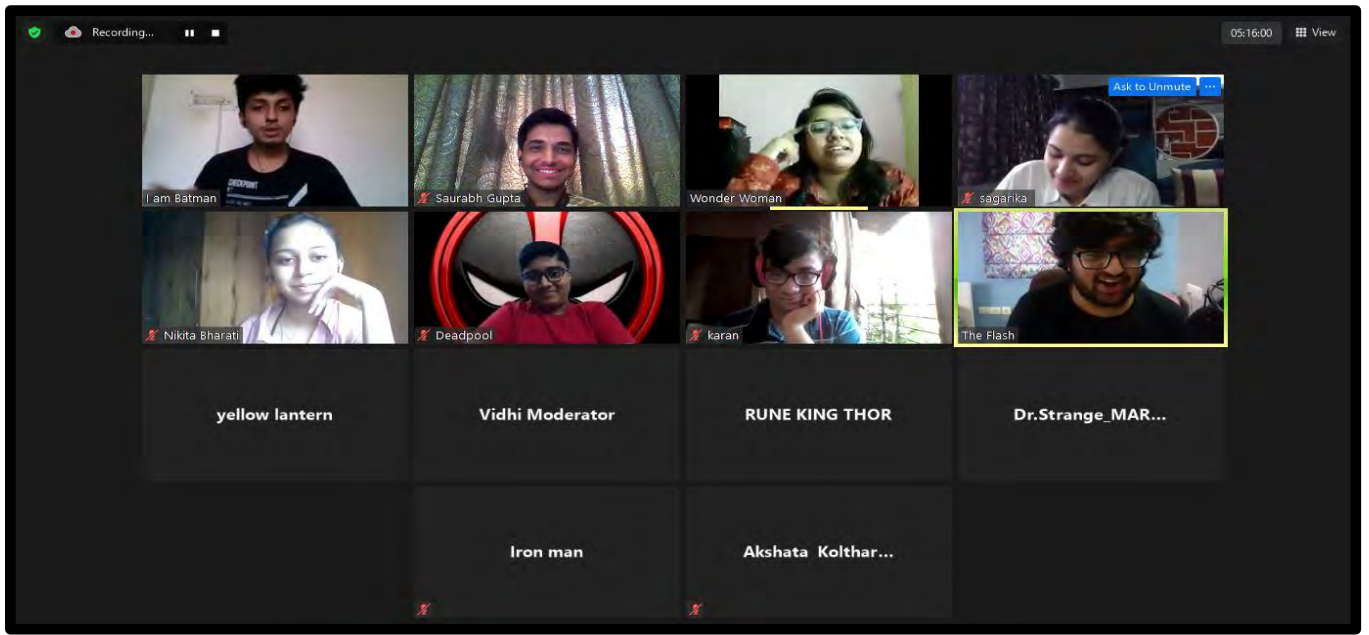 Recording...
05:16:00
View
Ask to Unmute
CHECKPOINT
I am Batman
Saurabh Gupta
Wonder Woman
sagarika
Nikita Bharati
Deadpool
karan
The Flash
yellow lantern
Vidhi Moderator
RUNE KING THOR
Dr.Strange_MAR...
Iron man
Akshata Kolthar...